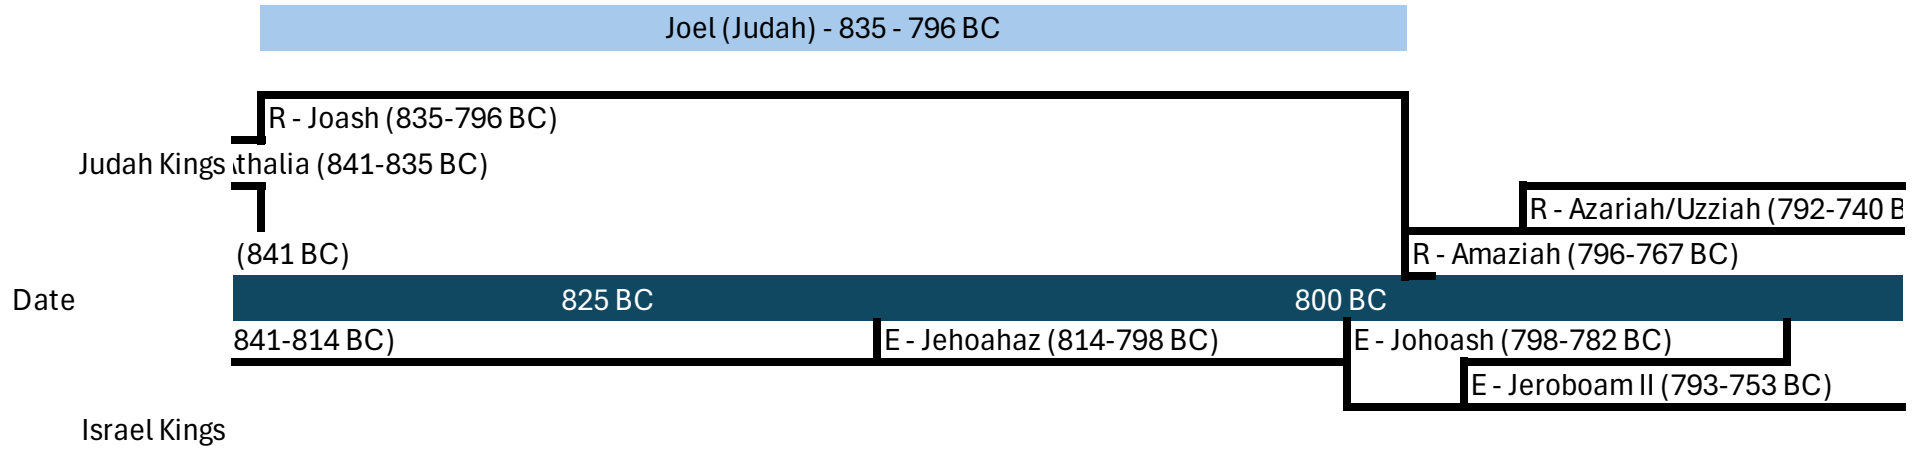 Joel (Judah) - 835 - 796 BC
R - Joash (835-796 BC)
Judah Kings thalia (841-835 BC)
R - Azariah/Uzziah (792-740 B
(841 BC) R - Amaziah (796-767 BC)
Date 825 BC 800 BC
841-814 BC) E - Jehoahaz (814-798 BC) E - Johoash (798-782 BC)
E - Jeroboam II (793-753 BC)
Israel Kings